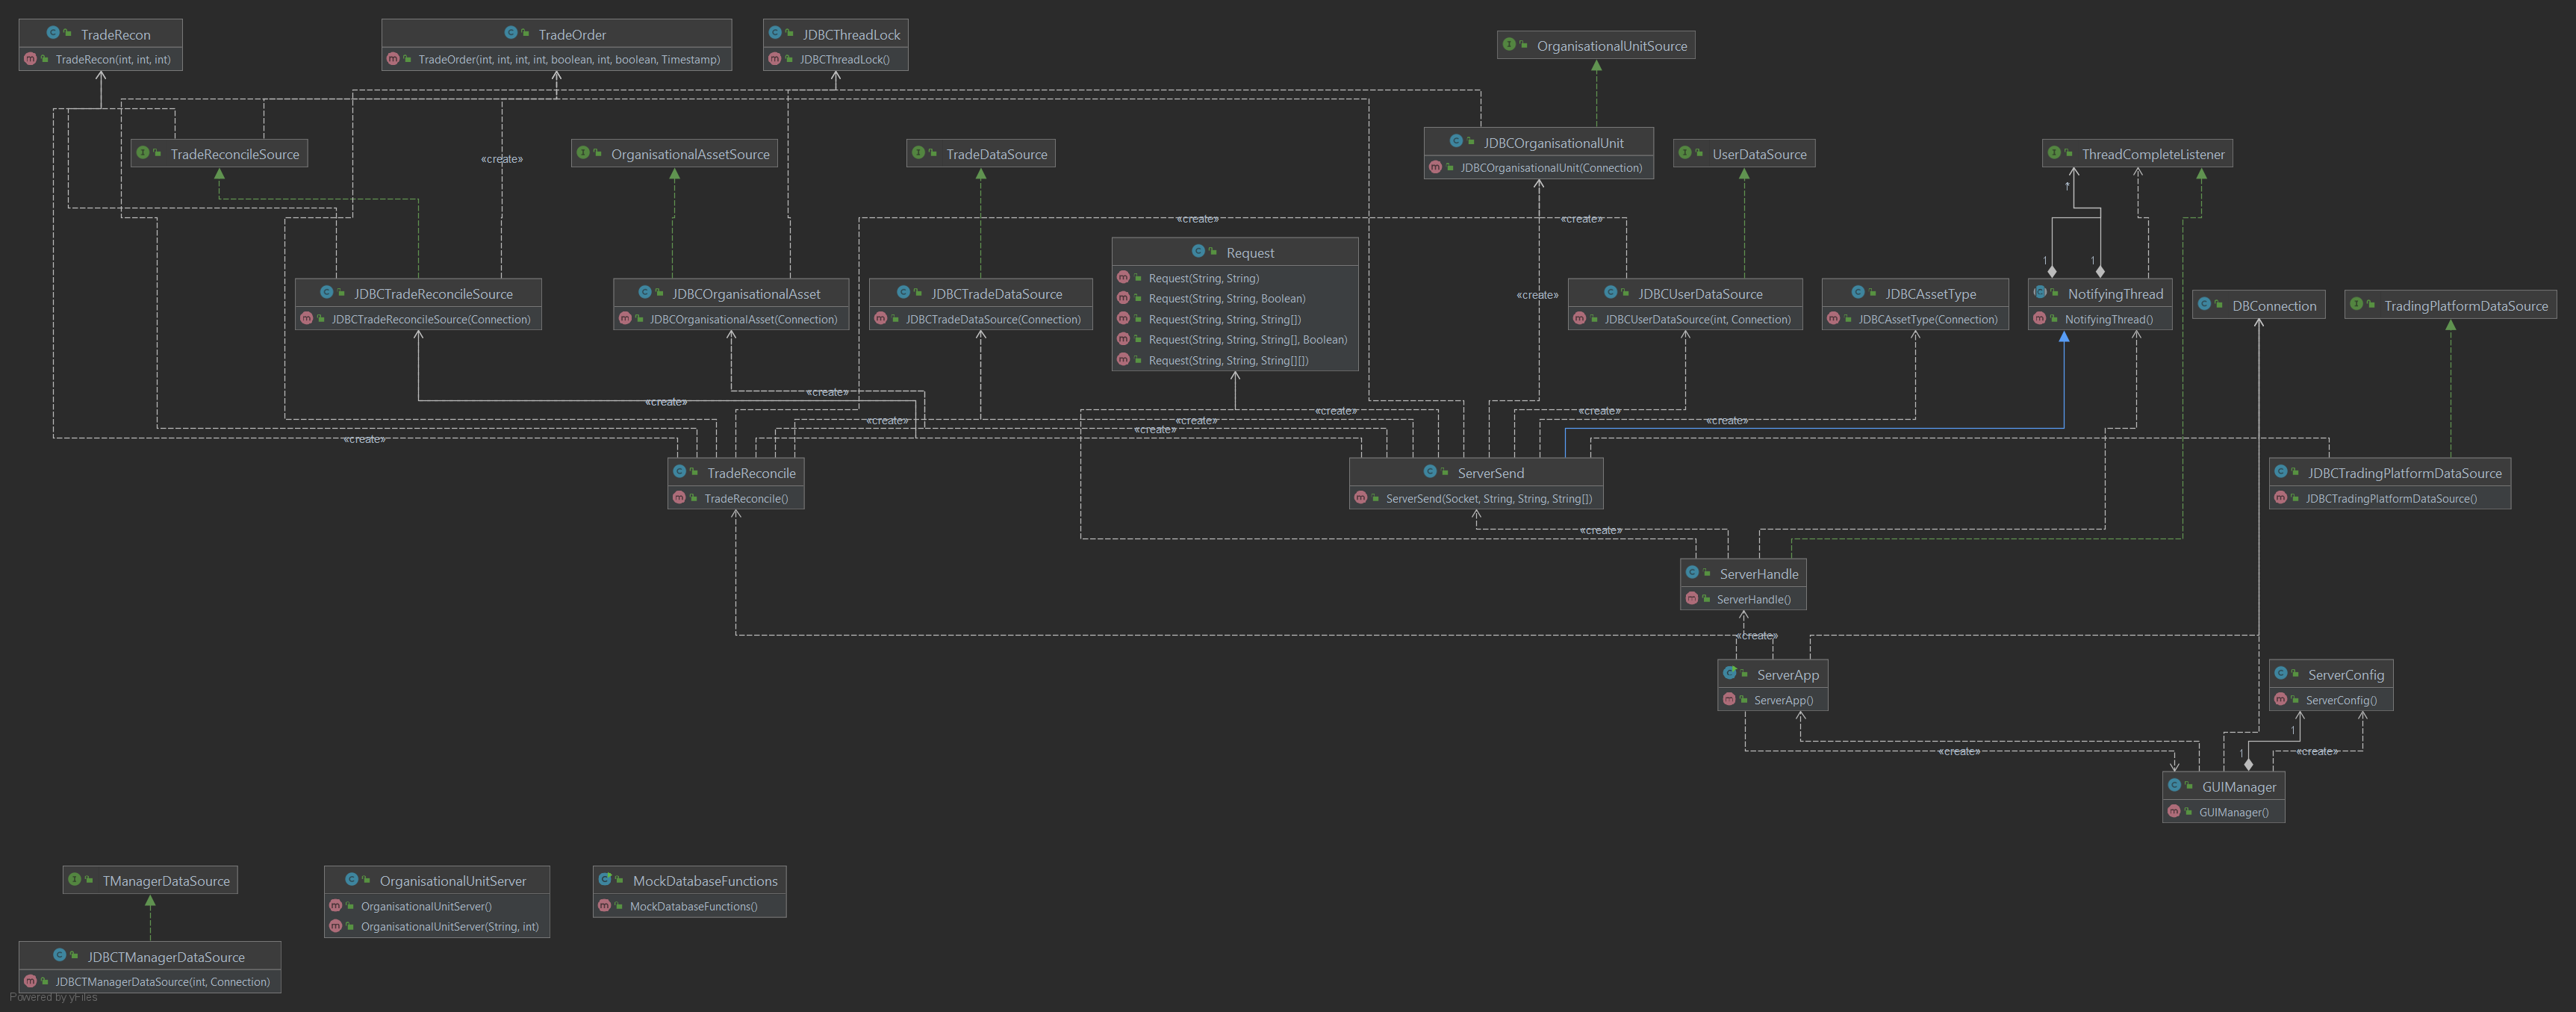 TradeRecon
TradeRecon(int, int, int)
TradeOrder
TradeOrder(int, int, int, int, boolean, int, boolean, Timestamp)
JDBCThreadLock
JDBCThreadLock()
OrganisationalUnitSource
TradeReconcileSource
«create»
OrganisationalAssetSource
TradeDataSource
JDBCOrganisationalUnit
JDBCOrganisationalUnit(Connection)
UserDataSource
ThreadCompleteListener
*
«create»
«create»
Request
Request(String, String)
Request(String, String, Boolean)
Request(String, String, String[])
Request(String, String, String[], Boolean)
Request(String, String, String[][])
1
1
JDBCTradeReconcileSource
JDBCTradeReconcileSource(Connection)
JDBCOrganisationalAsset
JDBCOrganisationalAsset(Connection)
JDBCTradeDataSource
JDBCTradeDataSource(Connection)
«create»
JDBCUserDataSource
JDBCUserDataSource(int, Connection)
JDBCAssetType
JDBCAssetType(Connection)
NotifyingThread
NotifyingThread()
DBConnection
TradingPlatformDataSource
«create»
«create»
«create»
«create»
«create»
«create»
«create»
«create»
«create»
TradeReconcile
TradeReconcile()
ServerSend
ServerSend(Socket, String, String, String[])
JDBCTradingPlatformDataSource
JDBCTradingPlatformDataSource()
«create»
ServerHandle
ServerHandle()
«create»
ServerApp
ServerApp()
ServerConfig
ServerConfig()
1
1
«create»
«create»
GUIManager
GUIManager()
TManagerDataSource
OrganisationalUnitServer
OrganisationalUnitServer()
OrganisationalUnitServer(String, int)
MockDatabaseFunctions
MockDatabaseFunctions()
JDBCTManagerDataSource
JDBCTManagerDataSource(int, Connection)
Powered by yFiles